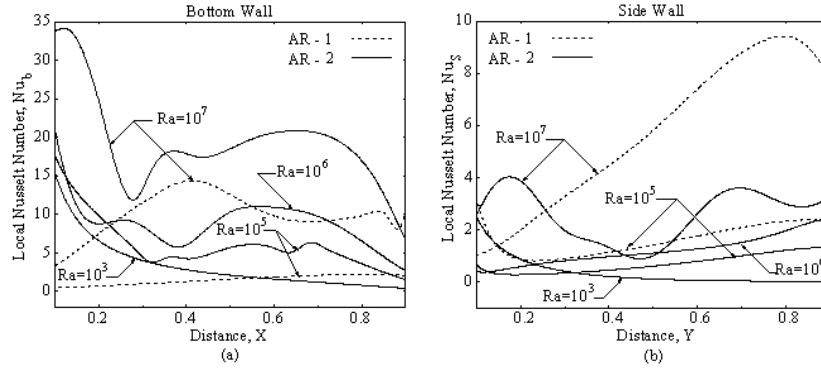 Bottom Wall
35
30
25
20
15
10
5
0
Local Nusselt Number, Nu_b
AR - 1
AR - 2
Ra=10^7
Ra=10^6
Ra=10^5
Ra=10^3
0.2 0.4 0.6 0.8
Distance, X
(a)
Side Wall
10
8
6
4
2
0
Local Nusselt Number, Nu_S
AR - 1
AR - 2
Ra=10^7
Ra=10^5
Ra=10^6
Ra=10^3
0.2 0.4 0.6 0.8
Distance, Y
(b)